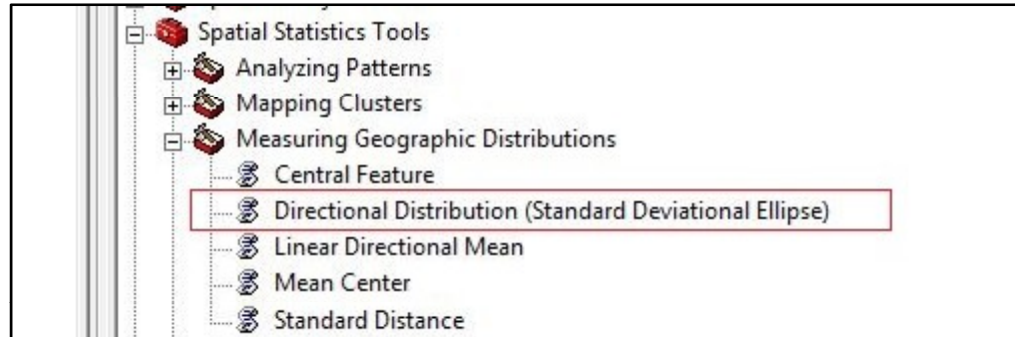 Spatial Statistics Tools
Analyzing Patterns
Mapping Clusters
Measuring Geographic Distributions
Central Feature
Directional Distribution (Standard Deviational Ellipse)
Linear Directional Mean
Mean Center
Standard Distance